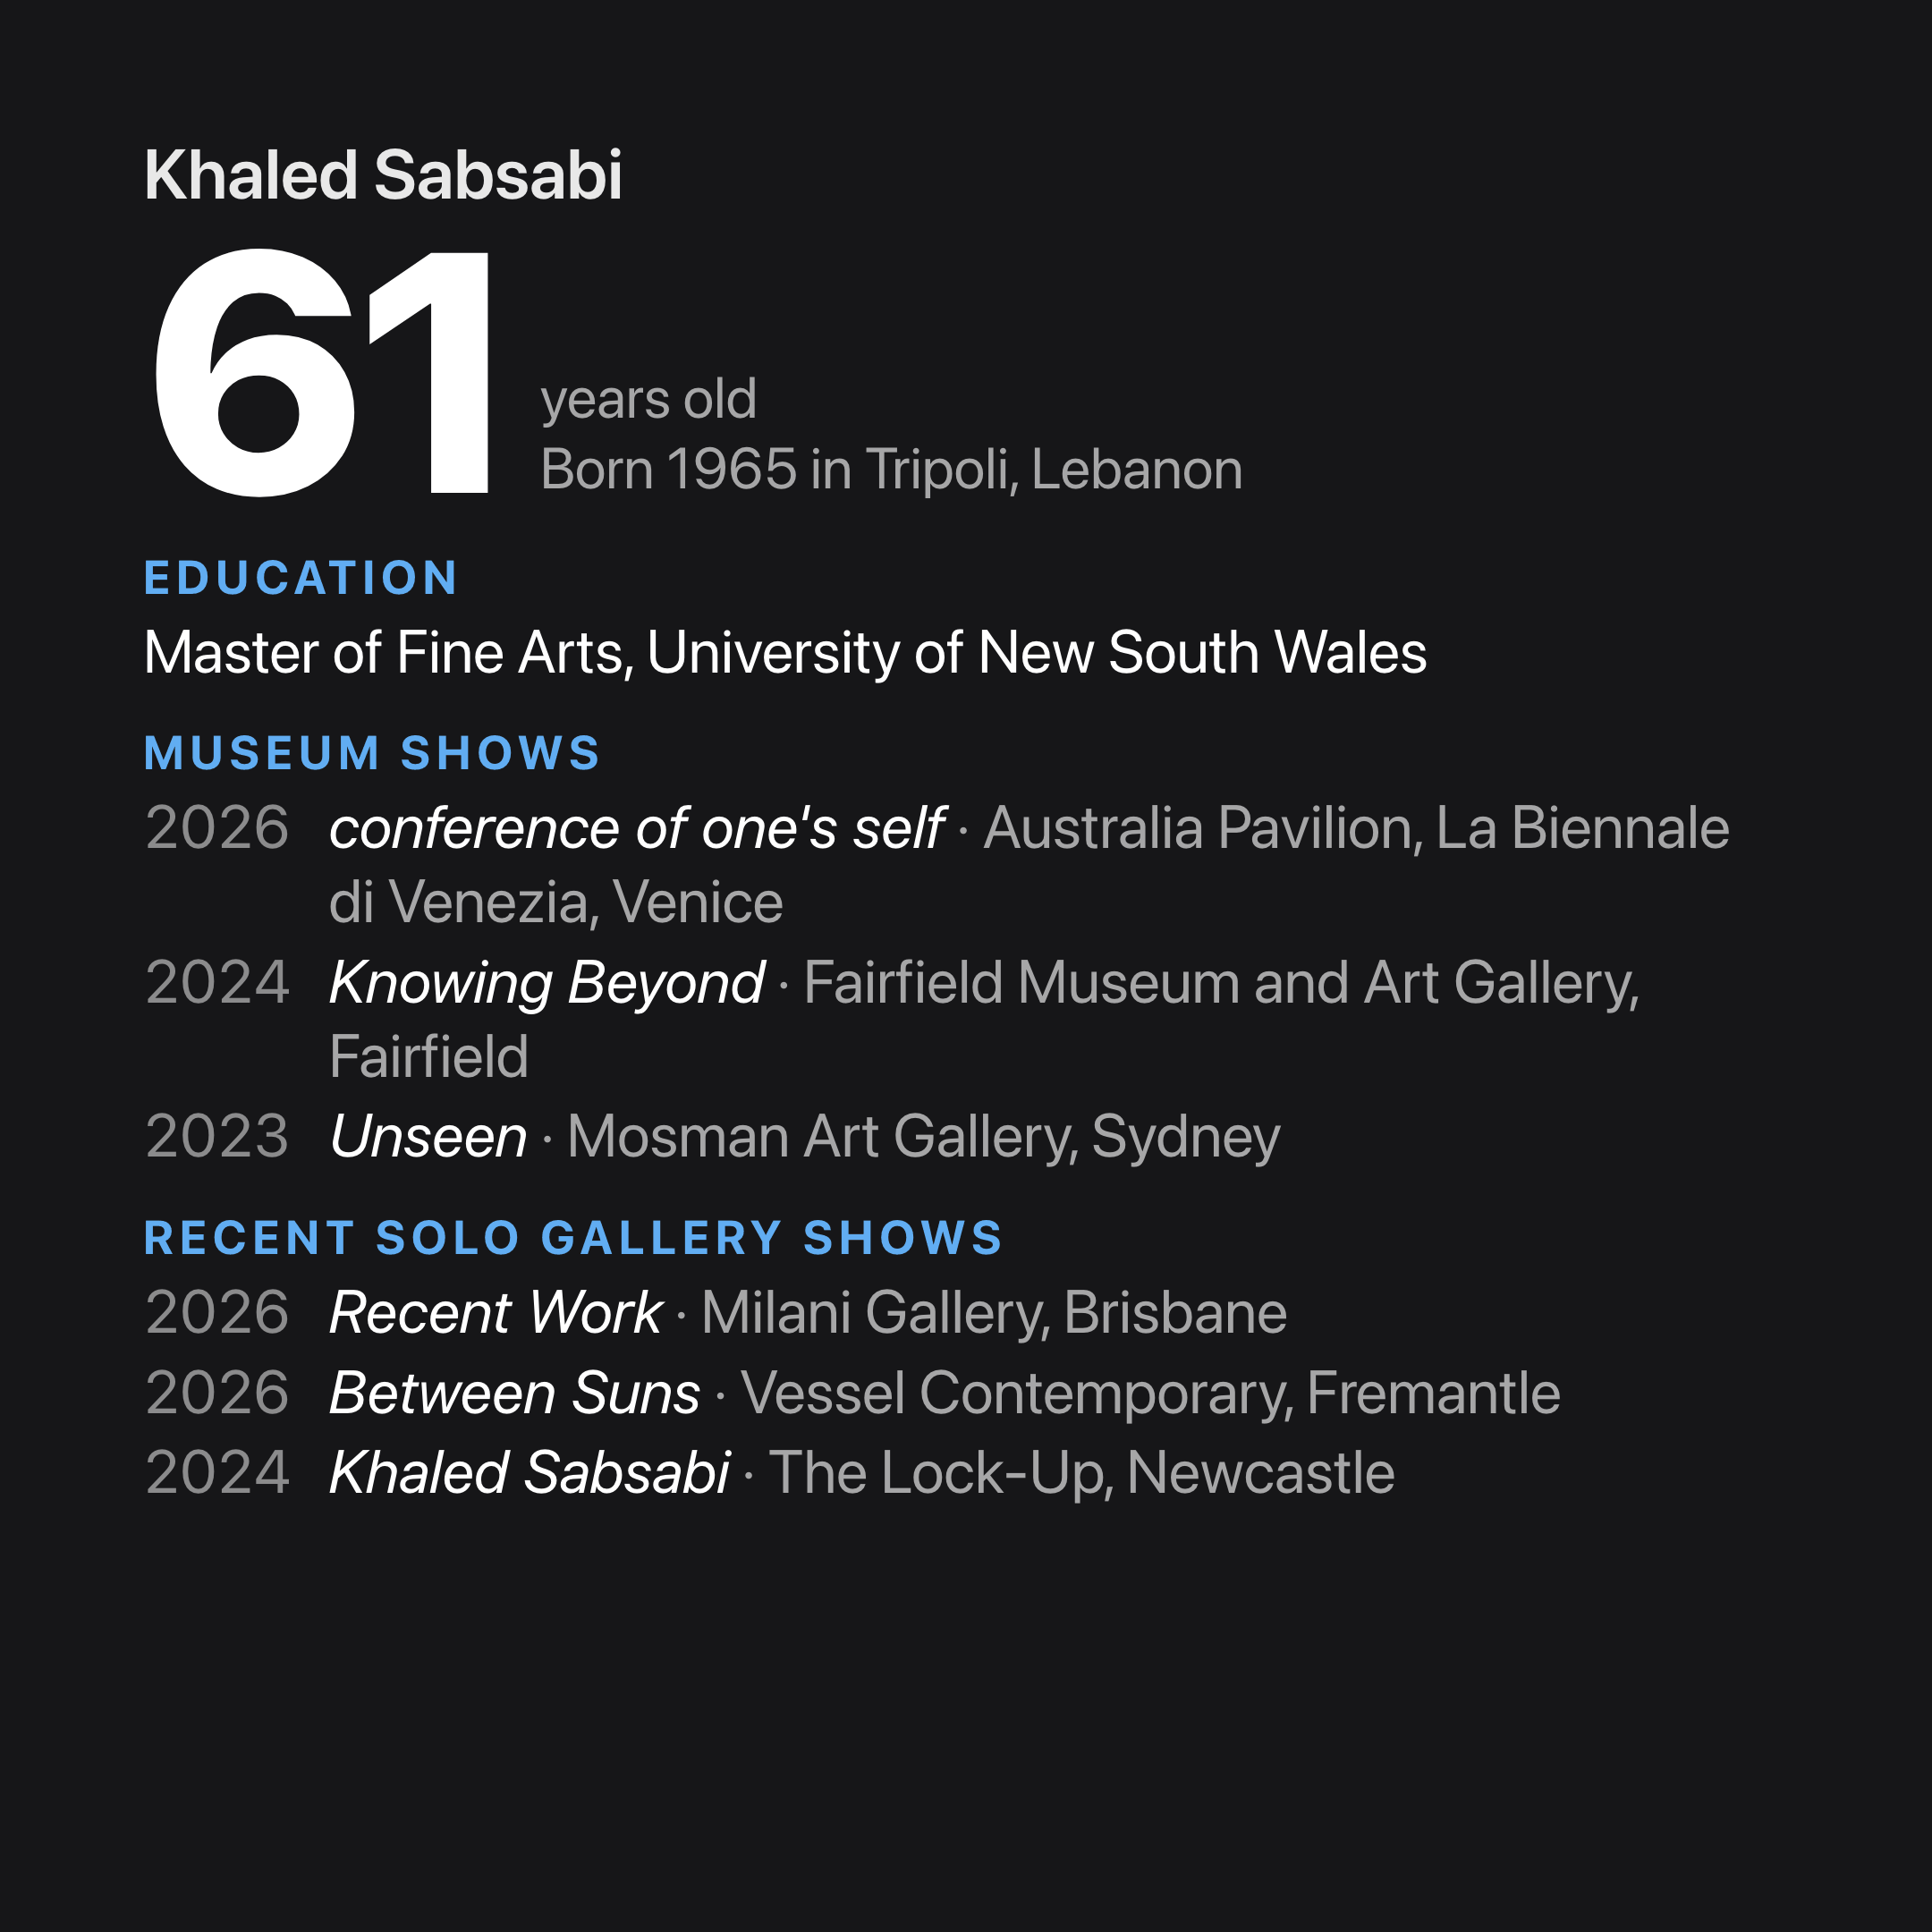 Khaled Sabsabi
61
years old
Born 1965 in Tripoli, Lebanon
EDUCATION
Master of Fine Arts, University of New South Wales
MUSEUM SHOWS
2026 conference of one's self · Australia Pavilion, La Biennale
di Venezia, Venice
2024 Knowing Beyond · Fairfield Museum and Art Gallery,
Fairfield
2023 Unseen · Mosman Art Gallery, Sydney
RECENT SOLO GALLERY SHOWS
2026 Recent Work · Milani Gallery, Brisbane
2026 Between Suns · Vessel Contemporary, Fremantle
2024 Khaled Sabsabi · The Lock-Up, Newcastle